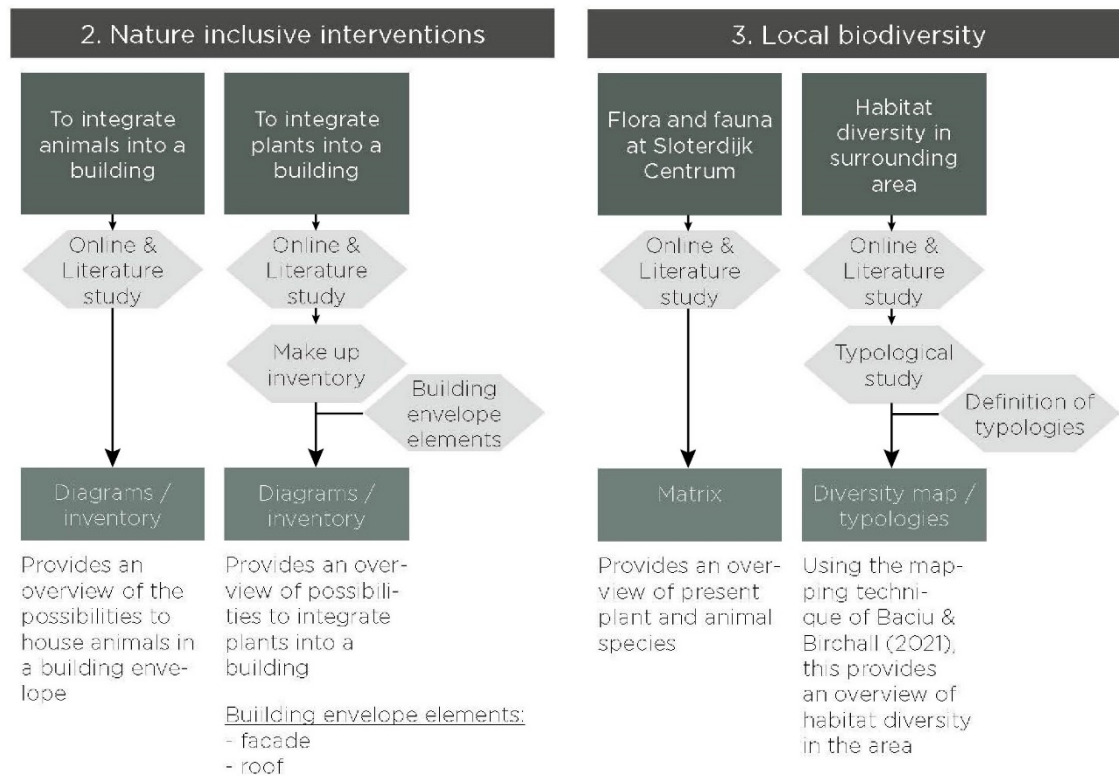 2. Nature inclusive interventions
To integrate
animals into a
building
Online &
Literature
study
Diagrams /
inventory
Provides an
overview of the
possibilities to
house animals in
a building enve-
lope
To integrate
plants into a
building
Online &
Literature
study
Make up
inventory
Building
envelope
elements
Diagrams /
inventory
Provides an over-
view of possibili-
ties to integrate
plants into a
building
Buiilding envelope elements:
- facade
- roof
3. Local biodiversity
Flora and fauna
at Sloterdijk
Centrum
Online &
Literature
study
Matrix
Provides an over-
view of present
plant and animal
species
Habitat
diversity in
surrounding
area
Online &
Literature
study
Typological
study
Definition of
typologies
Diversity map /
typologies
Using the map-
ping techni-
que of Baciu &
Birchall (2021),
this provides
an overview of
habitat diversity
in the area